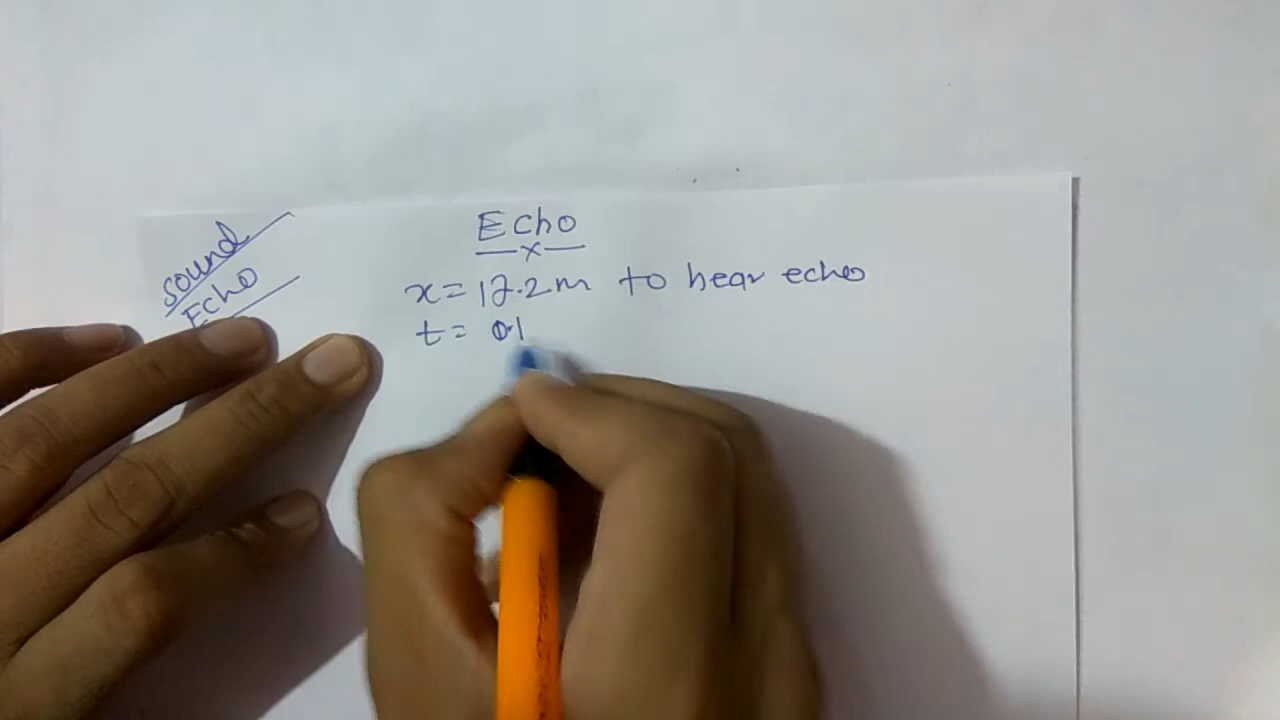 Sound
Echo
Echo
x = 17.2m to hear echo
t = 0.1